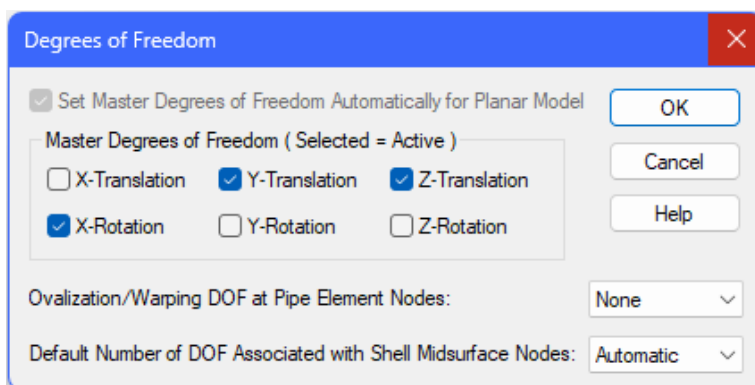 Degrees of Freedom
Set Master Degrees of Freedom Automatically for Planar Model
OK
Master Degrees of Freedom ( Selected = Active )
Cancel
X-Translation Y-Translation Z-Translation
Help
X-Rotation Y-Rotation Z-Rotation
Ovalization/Warping DOF at Pipe Element Nodes: None
Default Number of DOF Associated with Shell Midsurface Nodes: Automatic